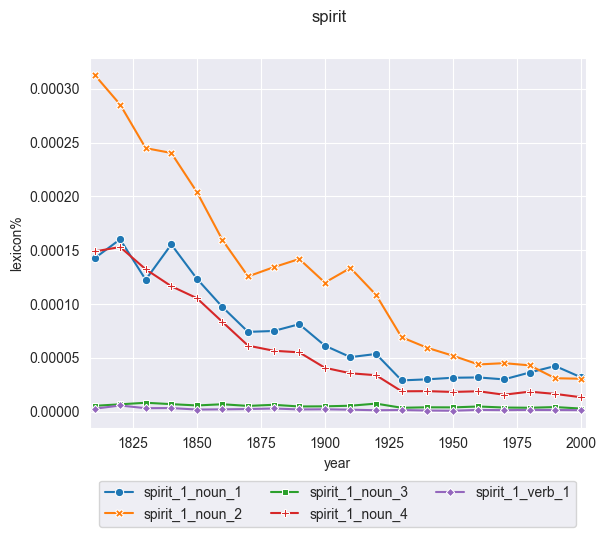 spirit
0.00030
0.00025
0.00020
0.00015
0.00010
0.00005
0.00000
lexicon%
1825 1850 1875 1900 1925 1950 1975 2000
year
spirit_1_noun_1 spirit_1_noun_3 spirit_1_verb_1
spirit_1_noun_2 spirit_1_noun_4